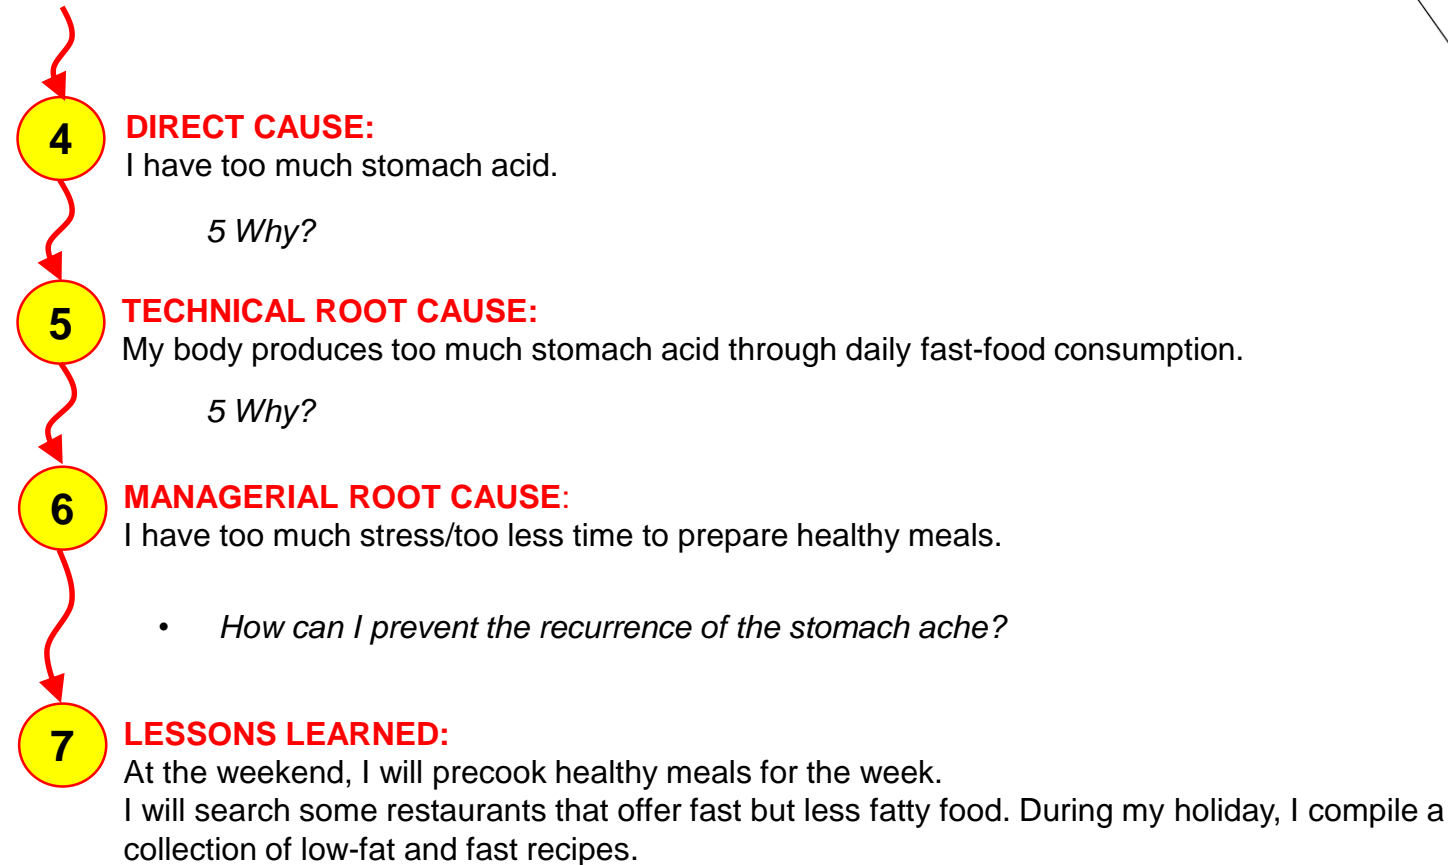 4
DIRECT CAUSE:
I have too much stomach acid.
5 Why?
5
TECHNICAL ROOT CAUSE:
My body produces too much stomach acid through daily fast-food consumption.
5 Why?
6
MANAGERIAL ROOT CAUSE:
I have too much stress/too less time to prepare healthy meals.
• How can I prevent the recurrence of the stomach ache?
7
LESSONS LEARNED:
At the weekend, I will precook healthy meals for the week.
I will search some restaurants that offer fast but less fatty food. During my holiday, I compile a
collection of low-fat and fast recipes.